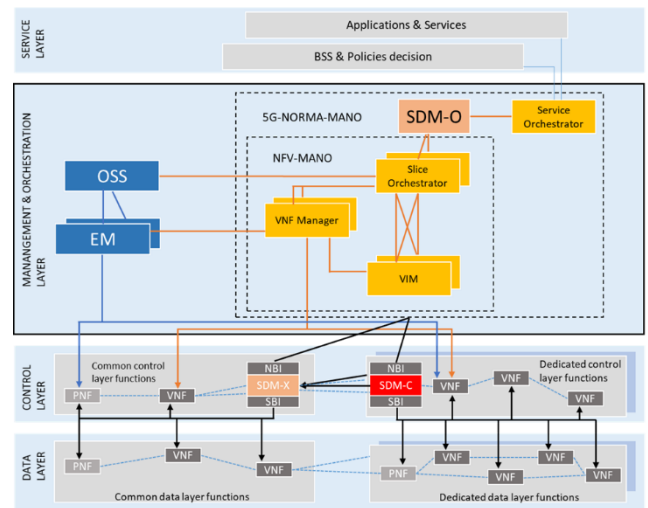 SERVICE
LAYER
Applications & Services
BSS & Policies decision
MANANGEMENT & ORCHESTRATION
LAYER
5G-NORMA-MANO
SDM-O
Service
Orchestrator
NFV-MANO
OSS
Slice
Orchestrator
VNF Manager
EM
VIM
CONTROL
LAYER
Common control
layer functions
NBI
NBI
Dedicated control
layer functions
PNF
VNF
SDM-X
SDM-C
VNF
VNF
VNF
SBI
SBI
DATA
LAYER
PNF
VNF
VNF
Common data layer functions
PNF
VNF
VNF
VNF
VNF
Dedicated data layer functions